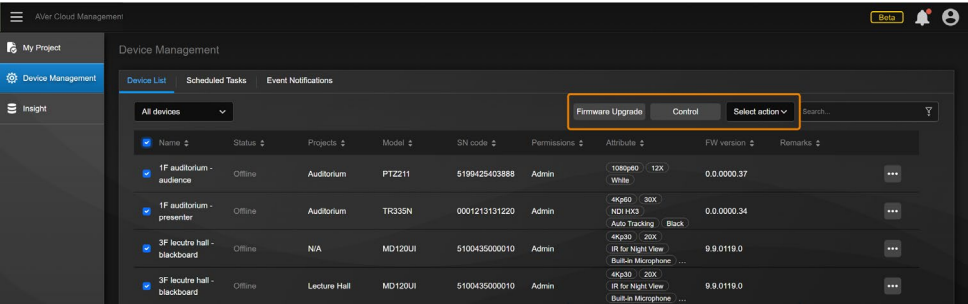 AVer Cloud Management
Beta
My Project
Device Management
Insight
Device Management
Device List Scheduled Tasks Event Notifications
All devices Firmware Upgrade Control Select action Search...
Name Status Projects Model SN code Permissions Attribute FW version Remarks
1F auditorium - audience Offline Auditorium PTZ211 5199425403888 Admin 1080p60 12X White 0.0.0000.37
1F auditorium - presenter Offline Auditorium TR335N 0001213131220 Admin 4Kp60 30X NDI HX3 Auto Tracking Black 0.0.0000.34
3F lecutre hall - blackboard Offline N/A MD120UI 5100435000010 Admin 4Kp30 20X IR for Night View Built-in Microphone ... 9.9.0119.0
3F lecutre hall - blackboard Offline Lecture Hall MD120UI 5100435000010 Admin 4Kp30 20X IR for Night View Built-in Microphone ... 9.9.0119.0